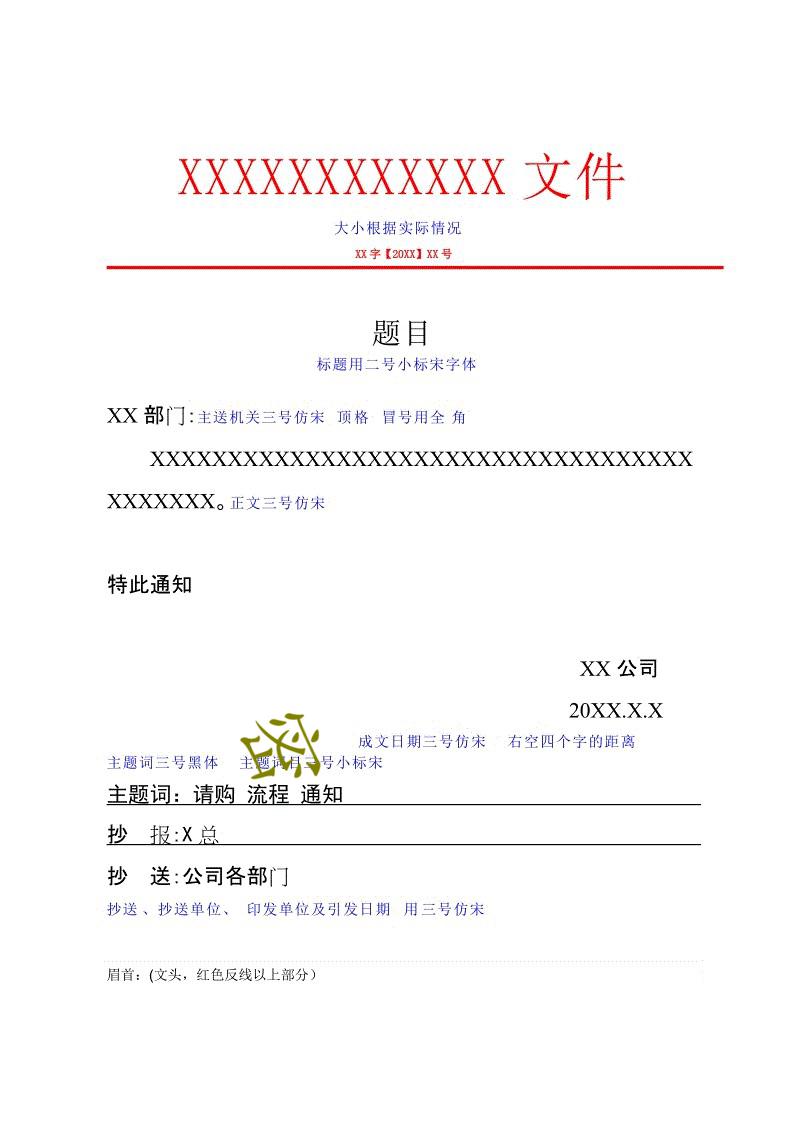 XXXXXXXXXXXX 文件
大小根据实际情况
XX 字【20XX】XX 号
题目
标题用二号小标宋字体
XX 部门:主送机关三号仿宋 顶格 冒号用全 角
XXXXXXXXXXXXXXXXXXXXXXXXXXXXXXXXXXX
XXXXXXX。正文三号仿宋
特此通知
XX 公司
20XX.X.X
成文日期三号仿宋 右空四个字的距离
主题词三号黑体 主题词目三号小标宋
主题词：请购 流程 通知
抄 报:X 总
抄 送:公司各部门
抄送 、抄送单位、 印发单位及引发日期 用三号仿宋
眉首：(文头，红色反线以上部分）